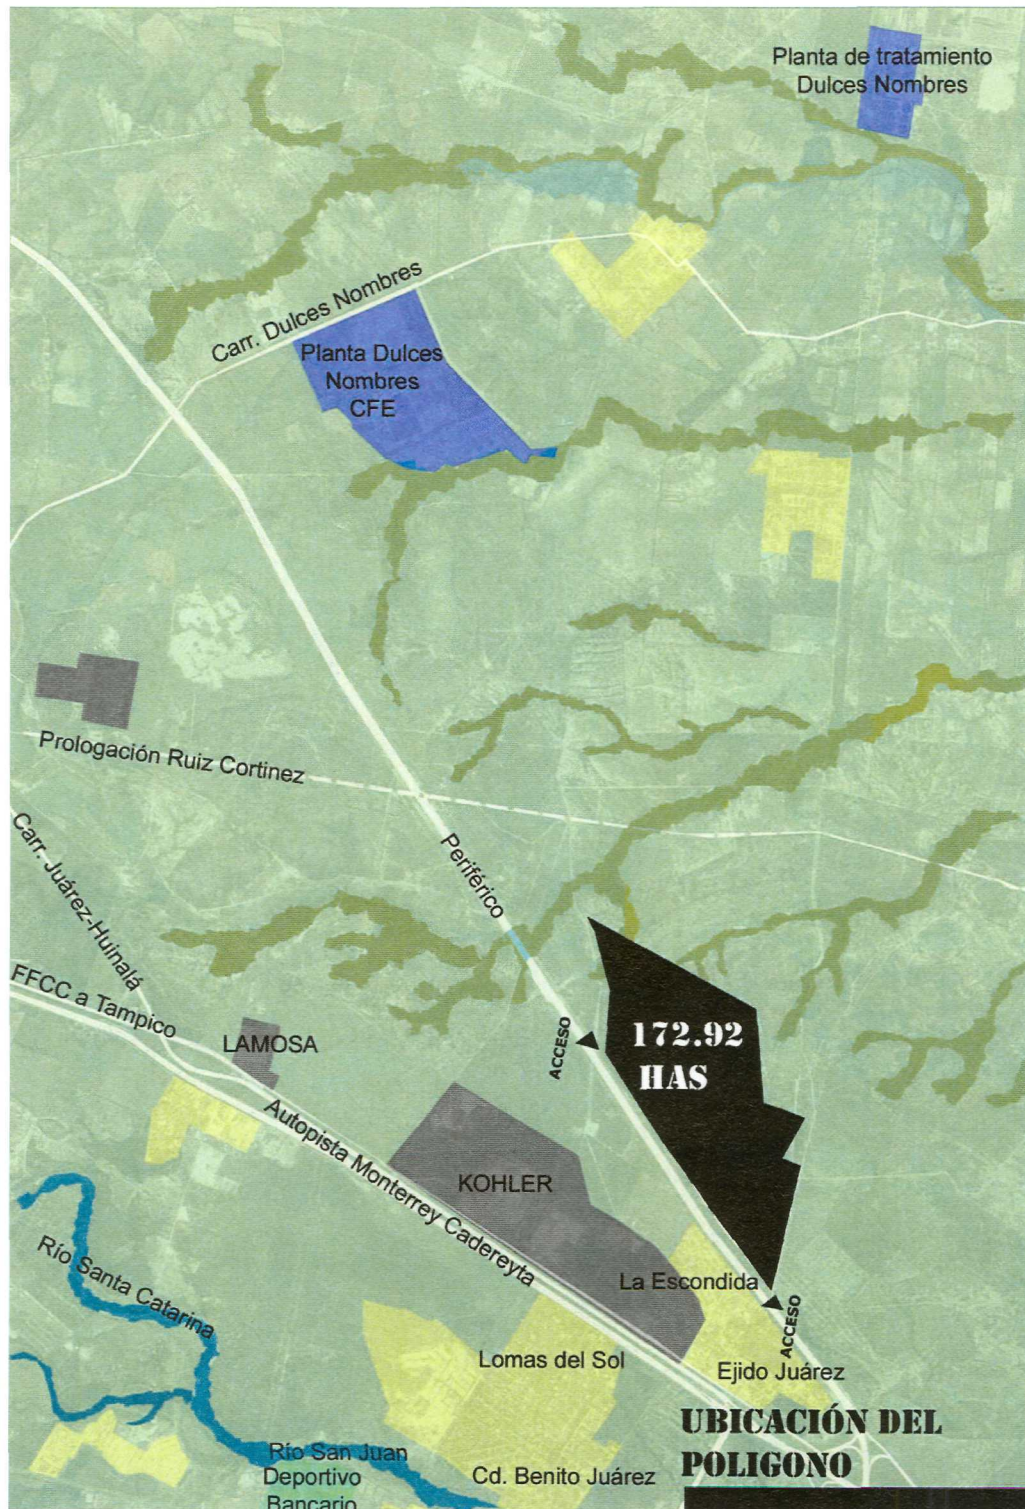 Planta de tratamiento
Dulces Nombres
Carr. Dulces Nombres
Planta Dulces
Nombres
CFE
Prologación Ruiz Cortinez
Carr. Juárez-Huinalá
Periférico
FFCC a Tampico
LAMOSA
ACCESO
172.92
HAS
Autopista Monterrey Cadereyta
KOHLER
Río Santa Catarina
La Escondida
ACCESO
Lomas del Sol
Ejido Juárez
UBICACIÓN DEL
POLIGONO
Río San Juan
Deportivo
Bancario
Cd. Benito Juárez